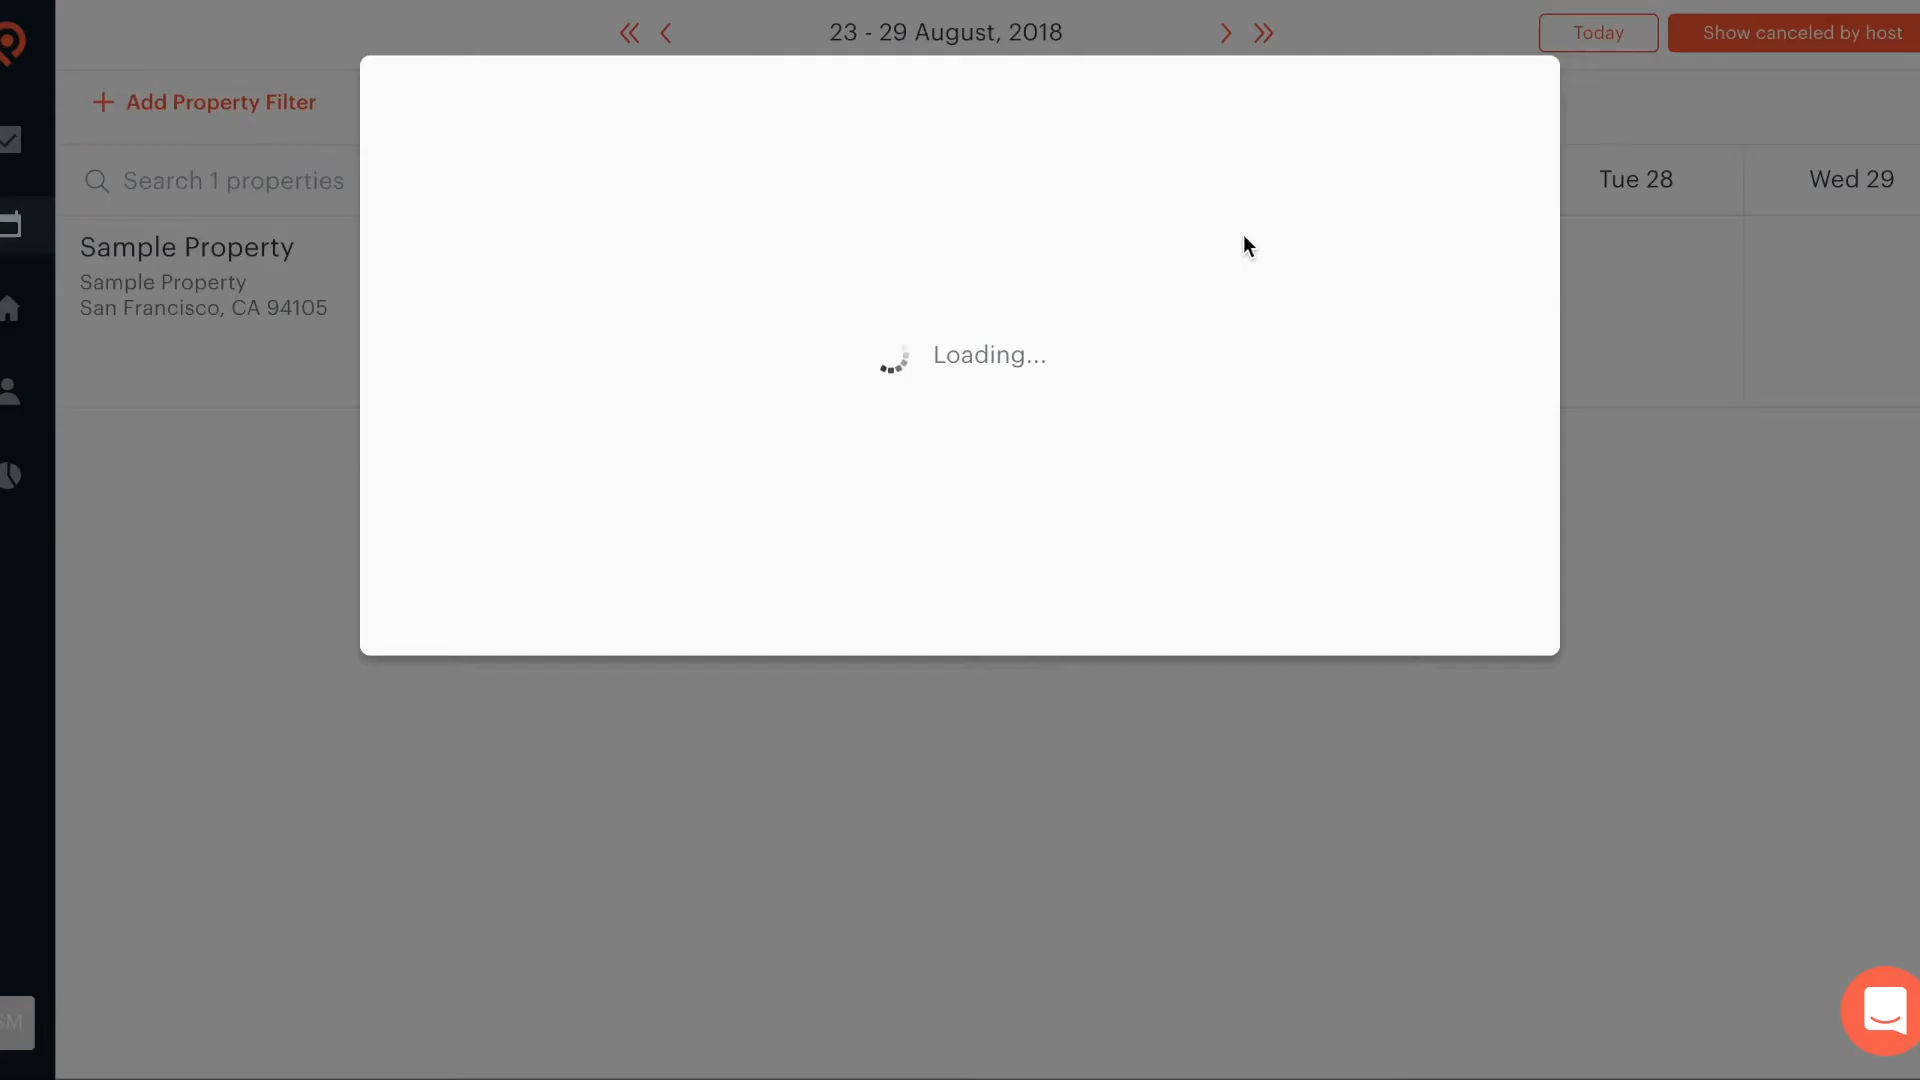 23 - 29 August, 2018
Today
Show canceled by host
Add Property Filter
Search 1 properties
Tue 28
Wed 29
Sample Property
Sample Property
San Francisco, CA 94105
Loading...
SM